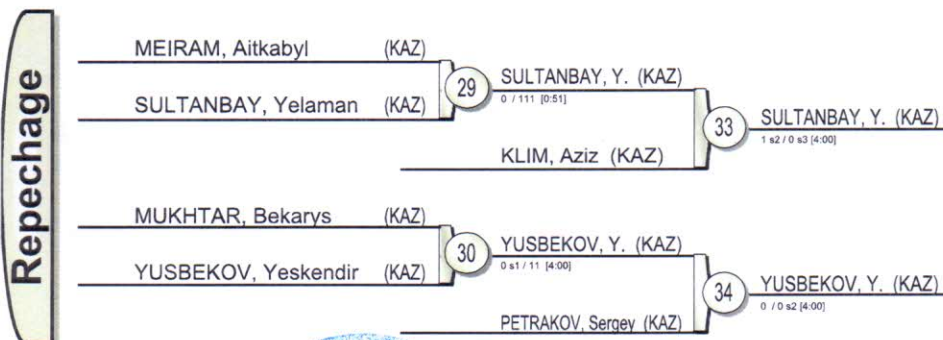 Repechage
MEIRAM, Aitkabyl (KAZ)
SULTANBAY, Yelaman (KAZ)
29
SULTANBAY, Y. (KAZ)
0 / 111 [0:51]
KLIM, Aziz (KAZ)
33
SULTANBAY, Y. (KAZ)
1 s2 / 0 s3 [4:00]
MUKHTAR, Bekarys (KAZ)
YUSBEKOV, Yeskendir (KAZ)
30
YUSBEKOV, Y. (KAZ)
0 s1 / 11 [4:00]
PETRAKOV, Sergey (KAZ)
34
YUSBEKOV, Y. (KAZ)
0 / 0 s2 [4:00]